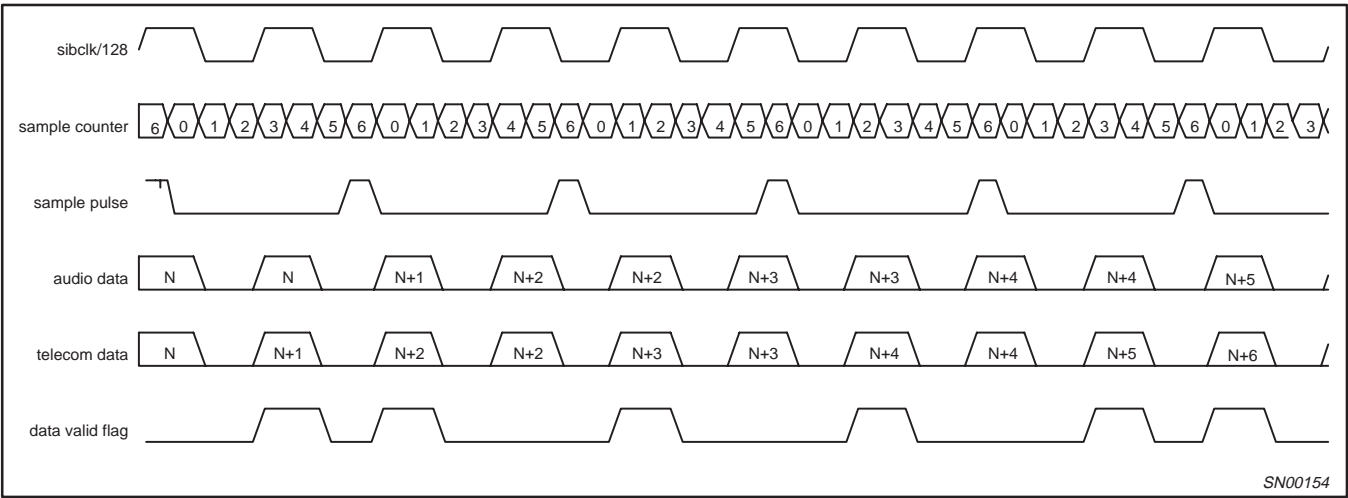 sibclk/128
sample counter 6 0 1 2 3 4 5 6 0 1 2 3 4 5 6 0 1 2 3 4 5 6 0 1 2 3 4 5 6 0 1 2 3 4 5 6 0 1 2 3
sample pulse
audio data N N N+1 N+2 N+2 N+3 N+3 N+4 N+4 N+5
telecom data N N+1 N+2 N+2 N+3 N+3 N+4 N+4 N+5 N+6
data valid flag
SN00154